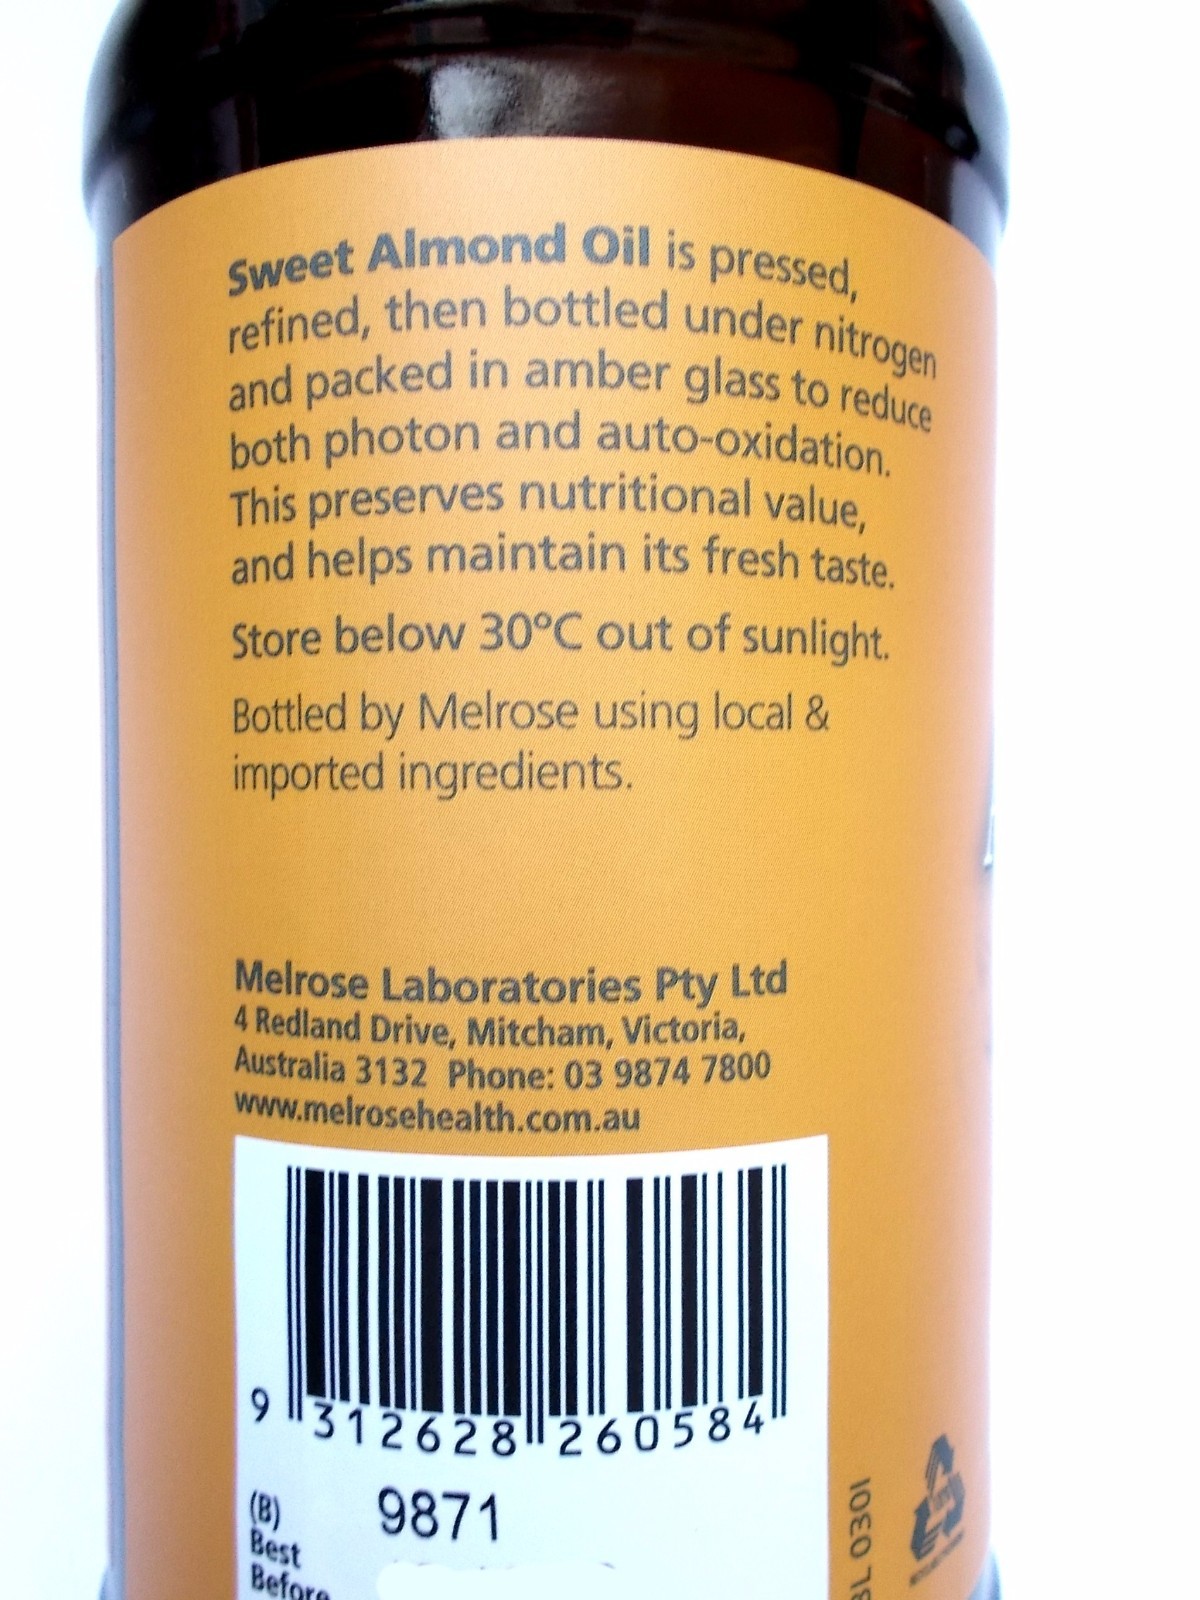 Sweet Almond Oil is pressed,
refined, then bottled under nitrogen
and packed in amber glass to reduce
both photon and auto-oxidation.
This preserves nutritional value,
and helps maintain its fresh taste.
Store below 30°C out of sunlight.
Bottled by Melrose using local &
imported ingredients.
Melrose Laboratories Pty Ltd
4 Redland Drive, Mitcham, Victoria,
Australia 3132 Phone: 03 9874 7800
www.melrosehealth.com.au
9 312628 260584
(B) 9871
Best
Before
BL 0301